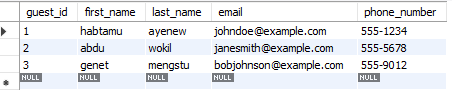 guest_id first_name last_name email phone_number
1 habtamu ayenew johndoe@example.com 555-1234
2 abdu wokil janesmith@example.com 555-5678
3 genet mengstu bobjohnson@example.com 555-9012
NULL NULL NULL NULL NULL